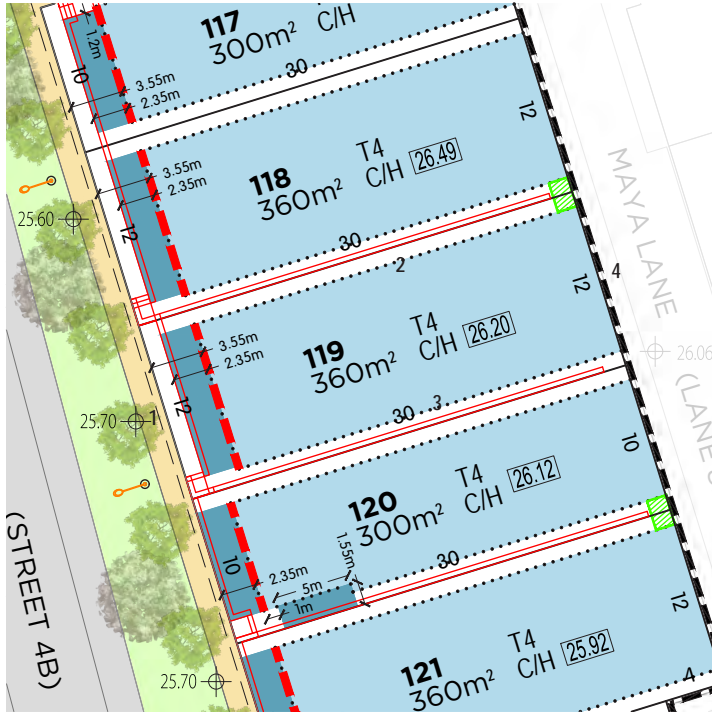 117
300m² C/H
1.2m
10
3.55m
2.35m
30
12
118
360m²
T4
C/H 26.49
3.55m
2.35m
12
25.60
30
2
MAYA LANE
12
4
119
360m²
T4
C/H 26.20
3.55m
2.35m
12
26.06
(LANE
25.70
1
30
3
10
120
300m²
T4
C/H 26.12
10
2.35m
5m
1m
1.55m
30
12
(STREET 4B)
25.70
121
360m²
T4
C/H 25.92
4